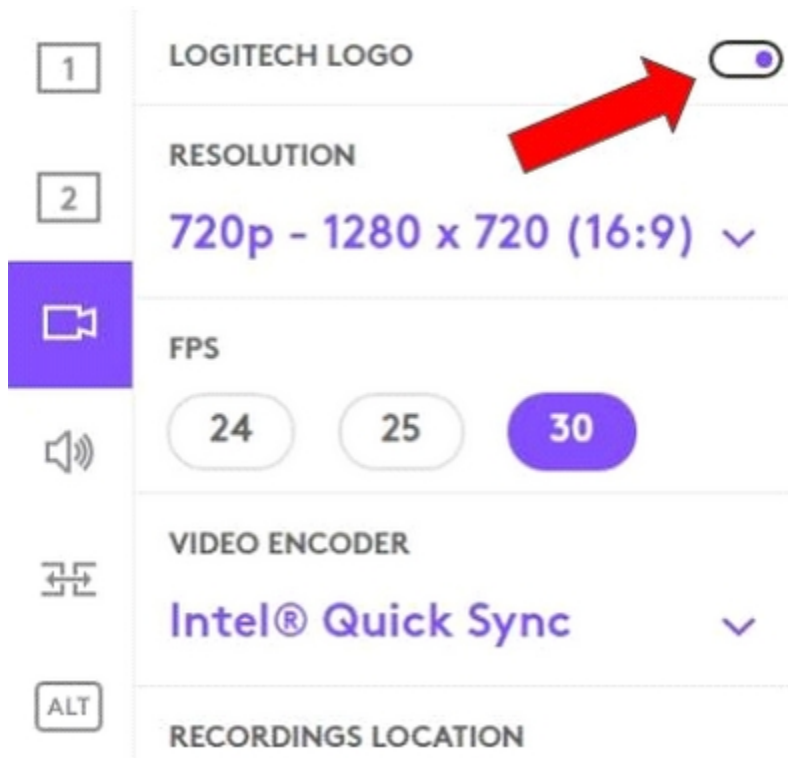 1
LOGITECH LOGO
2
RESOLUTION
720p - 1280 x 720 (16:9)
FPS
24 25 30
VIDEO ENCODER
Intel® Quick Sync
ALT
RECORDINGS LOCATION